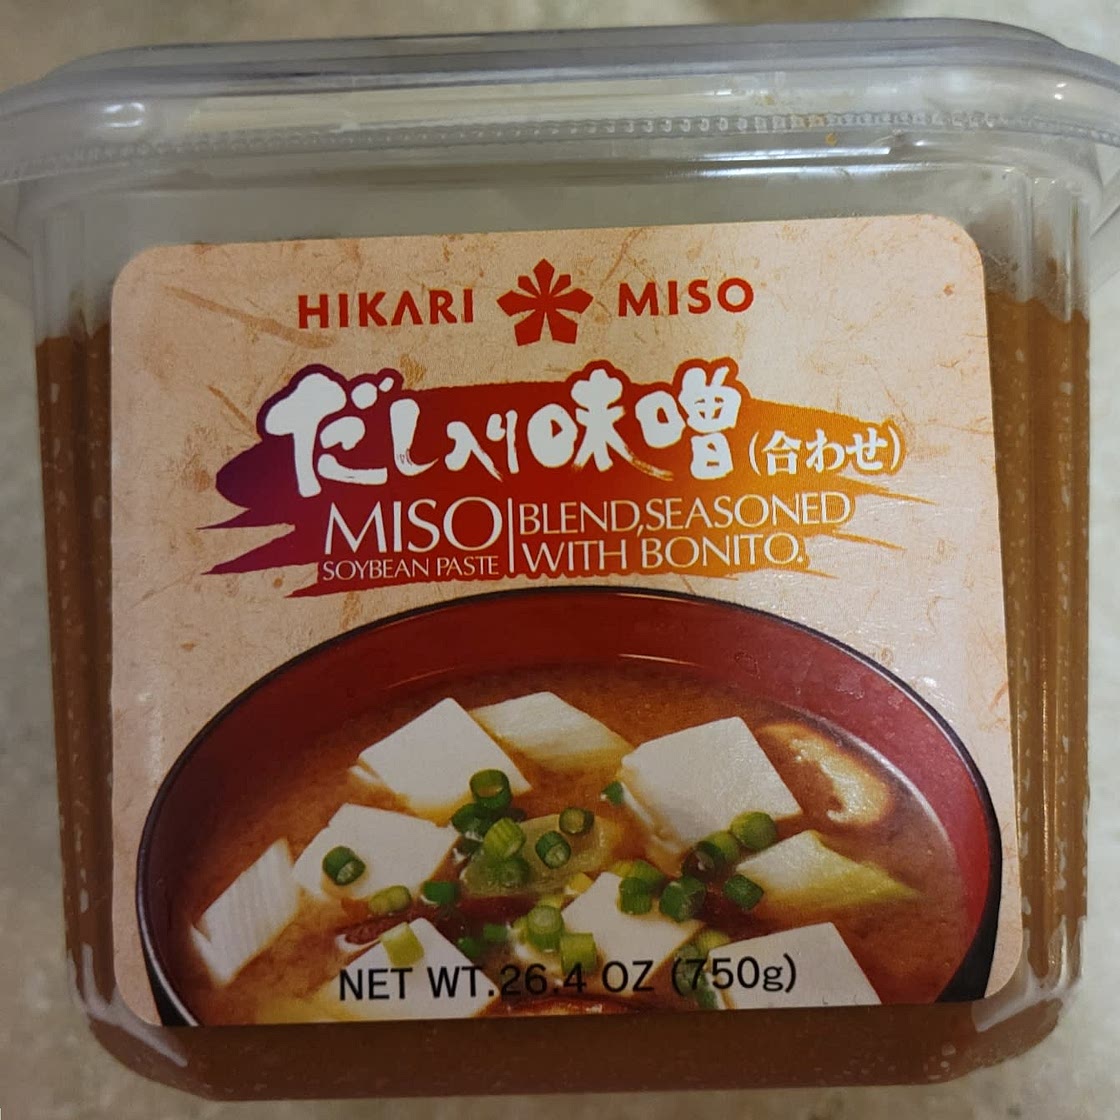 HIKARI MISO
だし入り味噌(合わせ)
MISO
SOYBEAN PASTE
BLEND,SEASONED
WITH BONITO.
NET WT.26.4 OZ (750g)